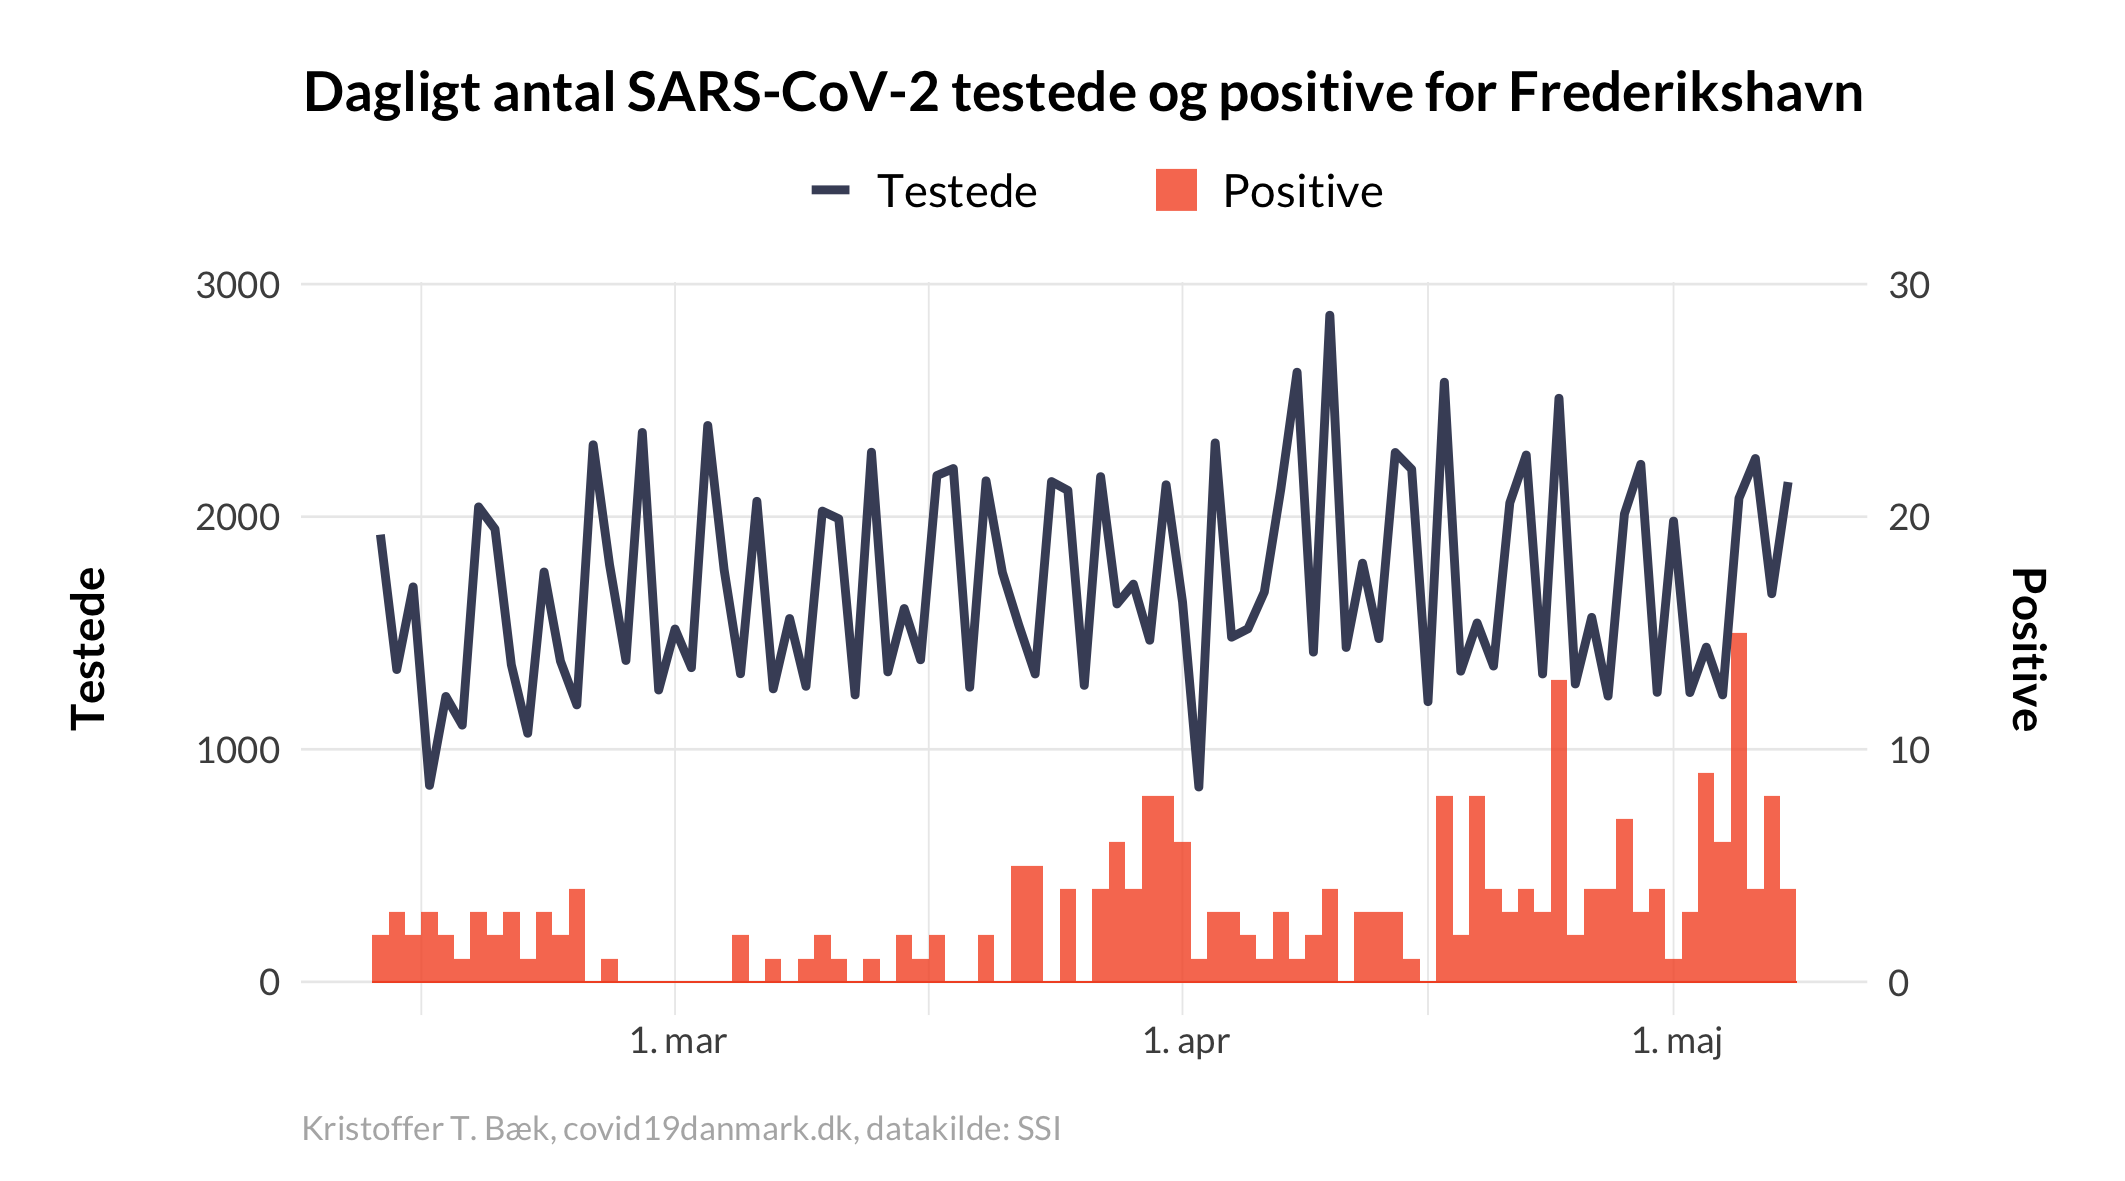 Dagligt antal SARS-CoV-2 testede og positive for Frederikshavn
Testede
Positive
3000
2000
1000
0
Testede
30
20
10
0
Positive
1. mar
1. apr
1. maj
Kristoffer T. Bæk, covid19danmark.dk, datakilde: SSI